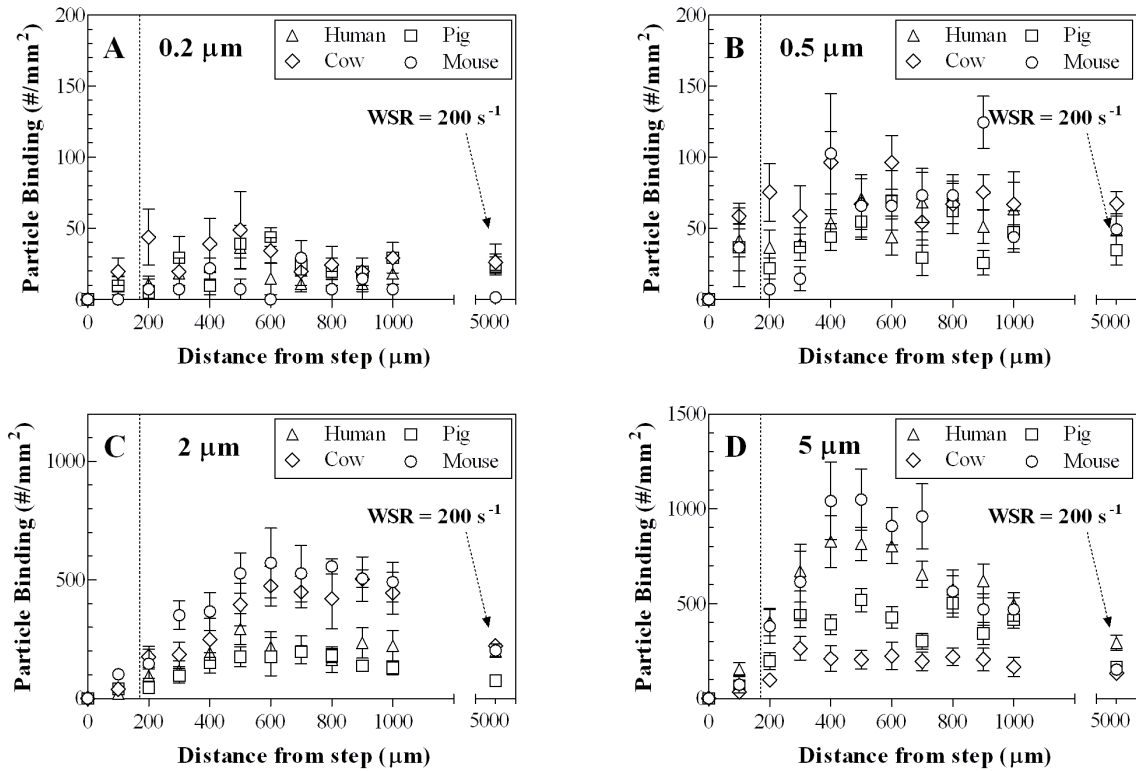 A
0.2 μm
Human
Pig
Cow
Mouse
WSR = 200 s⁻¹
Particle Binding (#/mm²)
200
150
100
50
0
0 200 400 600 800 1000 5000
Distance from step (μm)
B
0.5 μm
Human
Pig
Cow
Mouse
WSR = 200 s⁻¹
Particle Binding (#/mm²)
200
150
100
50
0
0 200 400 600 800 1000 5000
Distance from step (μm)
C
2 μm
Human
Pig
Cow
Mouse
WSR = 200 s⁻¹
Particle Binding (#/mm²)
1000
500
0
0 200 400 600 800 1000 5000
Distance from step (μm)
D
5 μm
Human
Pig
Cow
Mouse
WSR = 200 s⁻¹
Particle Binding (#/mm²)
1500
1000
500
0
0 200 400 600 800 1000 5000
Distance from step (μm)